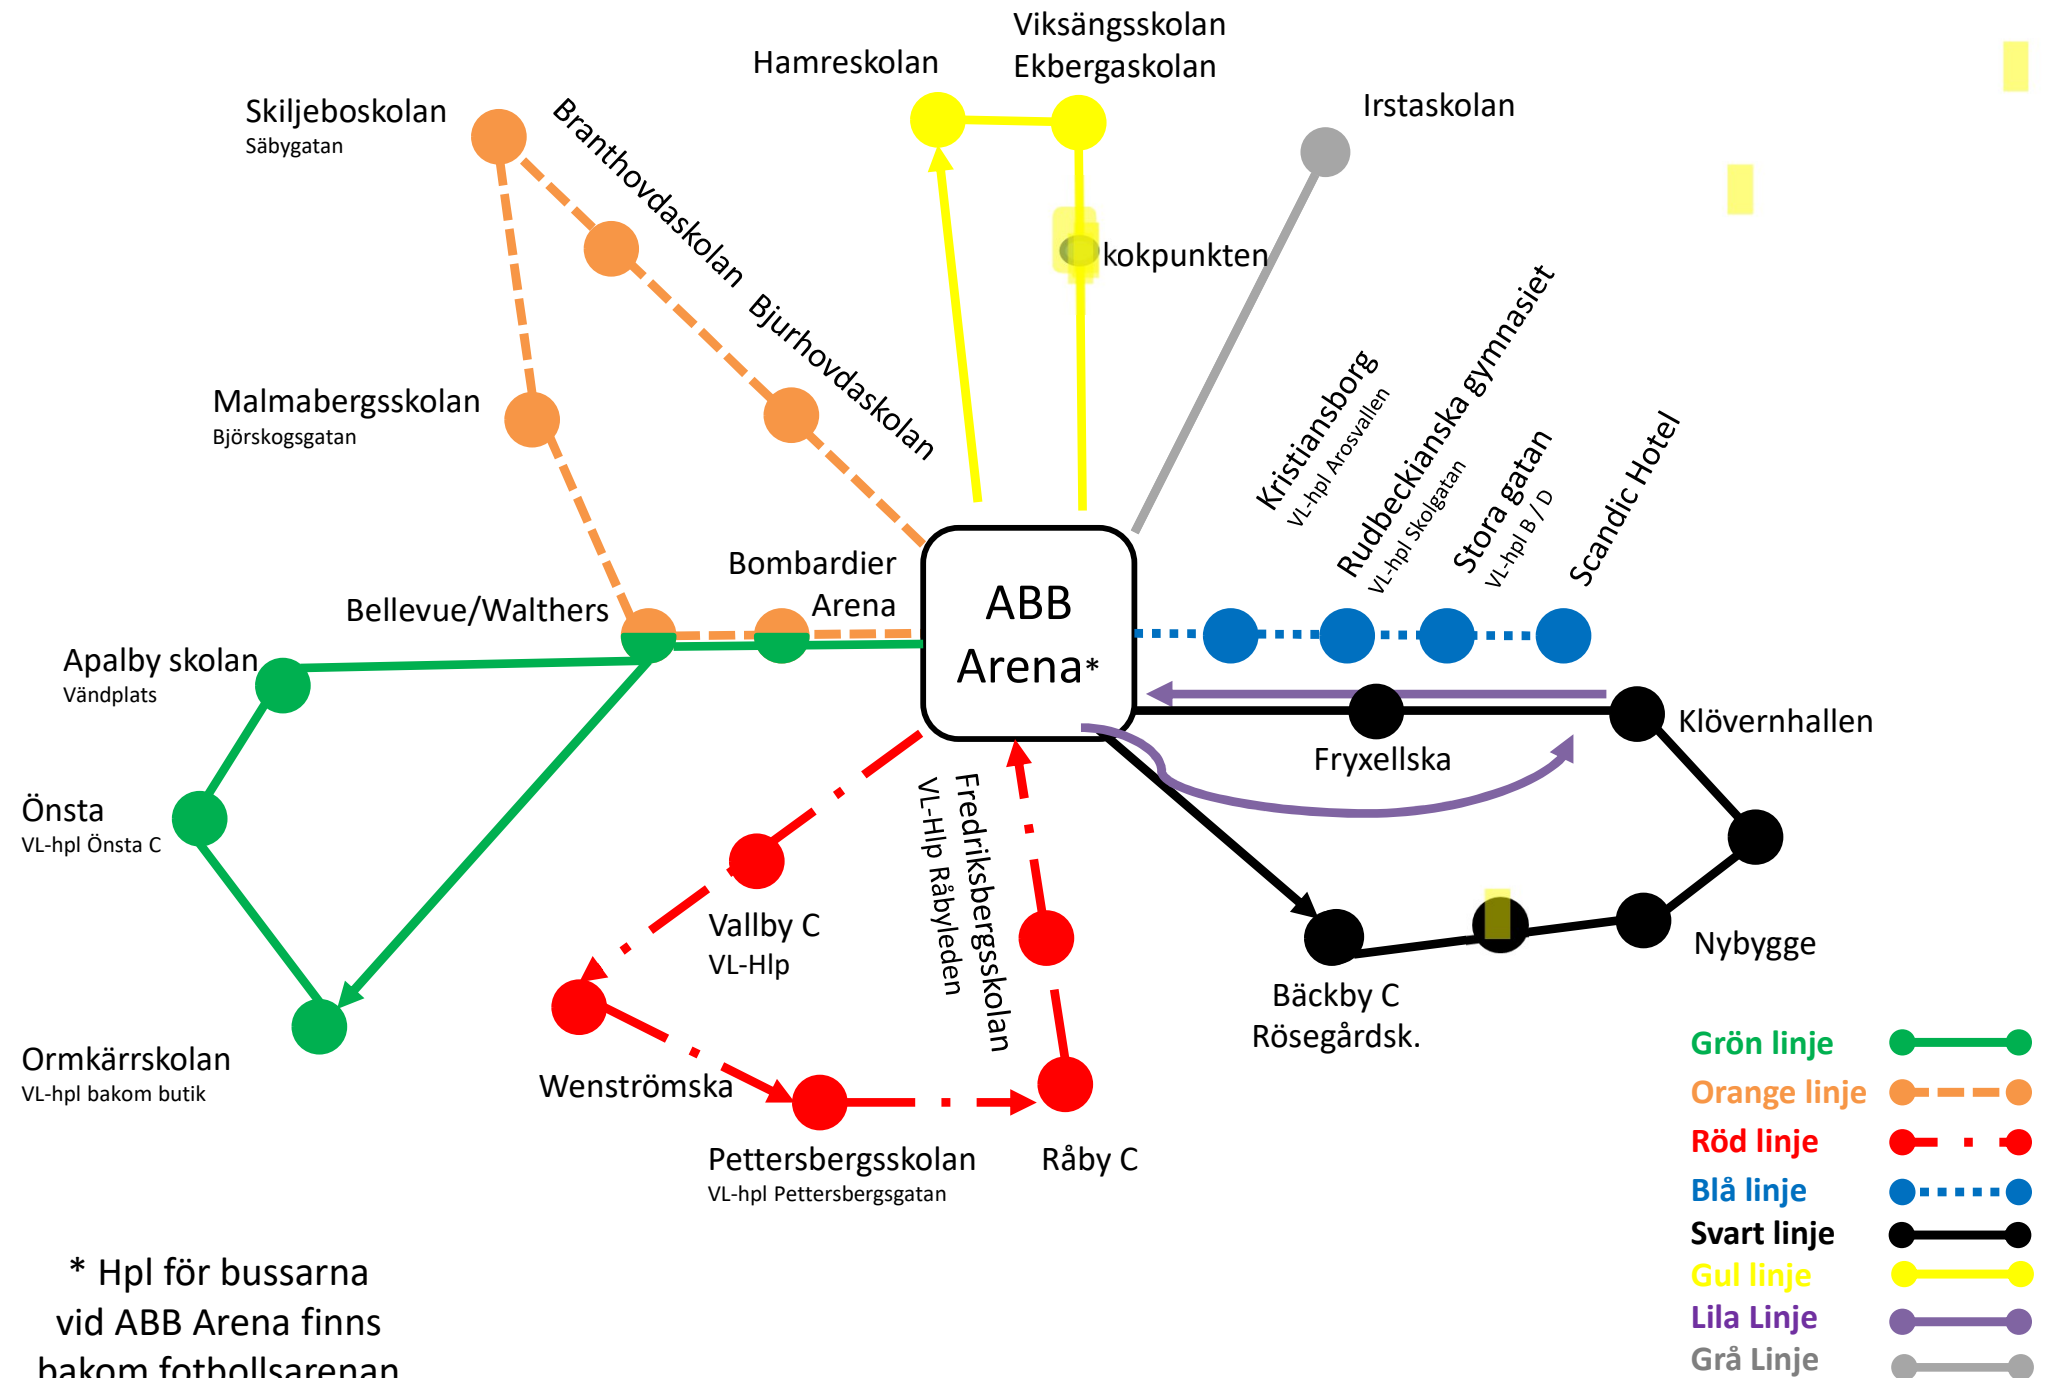 Viksängsskolan
Ekbergaskolan
Hamreskolan
Irstaskolan
Skiljeboskolan
Säbygatan
Branthovdaskolan
Bjurhovdaskolan
kokpunkten
Malmabergsskolan
Björskogsgatan
Kristiansborg
VL-hpl Arosvallen
Rudbeckianska gymnasiet
VL-hpl Skolgatan
Stora gatan
VL-hpl B / D
Scandic Hotel
Bombardier
Arena
Bellevue/Walthers
ABB
Arena*
Apalby skolan
Vändplats
Klövernhallen
Fryxellska
Önsta
VL-hpl Önsta C
Fredriksbergsskolan
VL-Hlp Råbyleden
Vallby C
VL-Hlp
Nybygge
Bäckby C
Rösegårdsk.
Ormkärrskolan
VL-hpl bakom butik
Wenströmska
Pettersbergsskolan
VL-hpl Pettersbergsgatan
Råby C
Grön linje
Orange linje
Röd linje
Blå linje
Svart linje
Gul linje
Lila Linje
Grå Linje
* Hpl för bussarna
vid ABB Arena finns
bakom fotbollsarenan